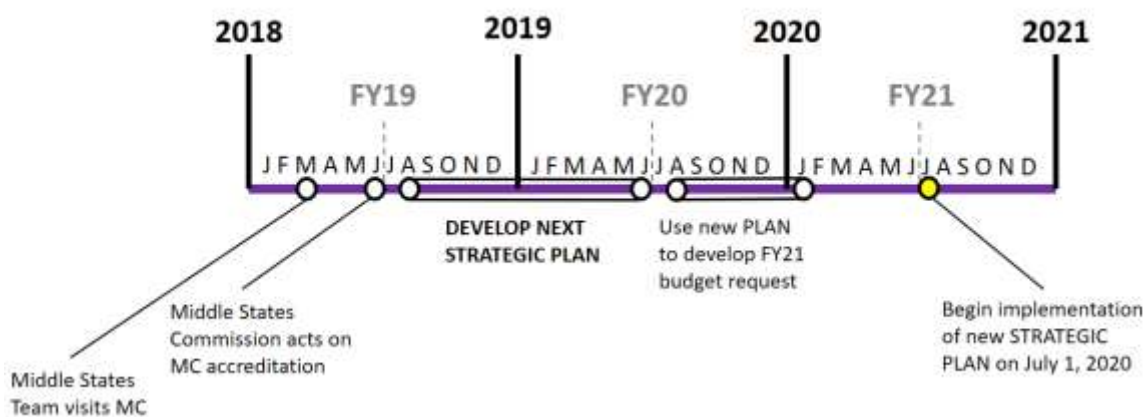 2018 2019 2020 2021
FY19 FY20 FY21
J F M A M J J A S O N D J F M A M J J A S O N D J F M A M J J A S O N D
DEVELOP NEXT
STRATEGIC PLAN
Use new PLAN
to develop FY21
budget request
Middle States
Commission acts on
MC accreditation
Begin implementation
of new STRATEGIC
PLAN on July 1, 2020
Middle States
Team visits MC